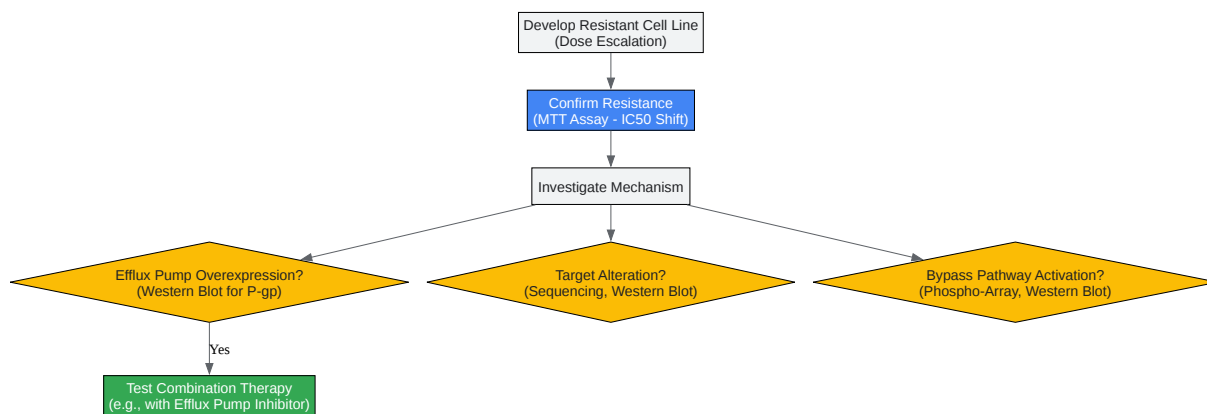 Develop Resistant Cell Line
(Dose Escalation)
Confirm Resistance
(MTT Assay - IC50 Shift)
Investigate Mechanism
Efflux Pump Overexpression?
(Western Blot for P-gp)
Target Alteration?
(Sequencing, Western Blot)
Bypass Pathway Activation?
(Phospho-Array, Western Blot)
Yes
Test Combination Therapy
(e.g., with Efflux Pump Inhibitor)